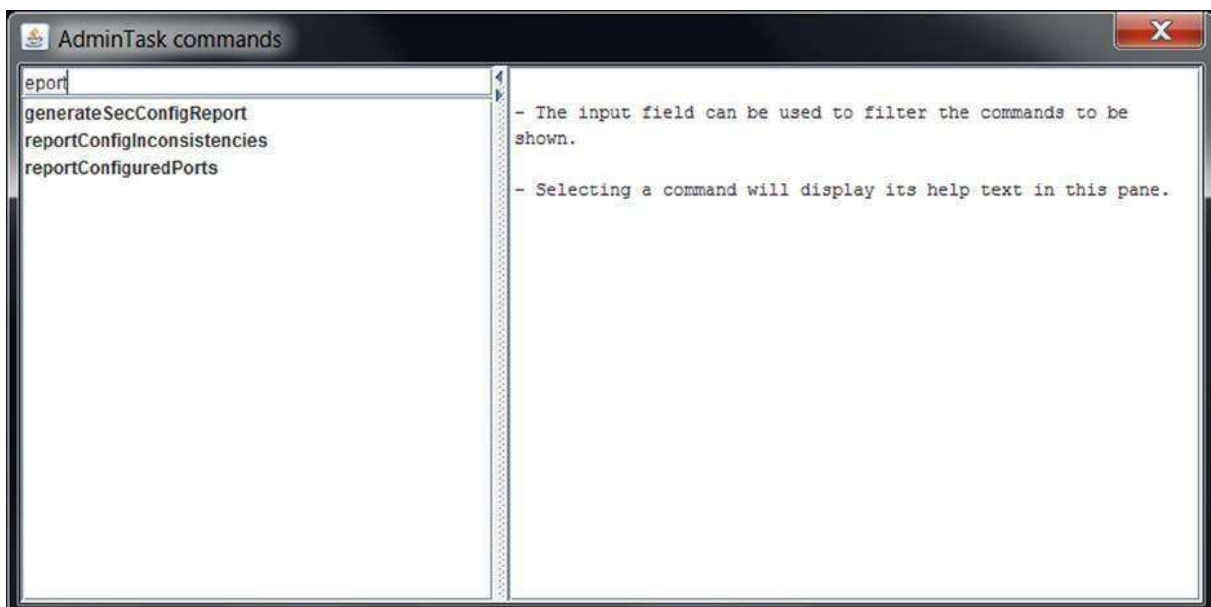 AdminTask commands
eport
generateSecConfigReport
reportConfigInconsistencies
reportConfiguredPorts
- The input field can be used to filter the commands to be
shown.
- Selecting a command will display its help text in this pane.